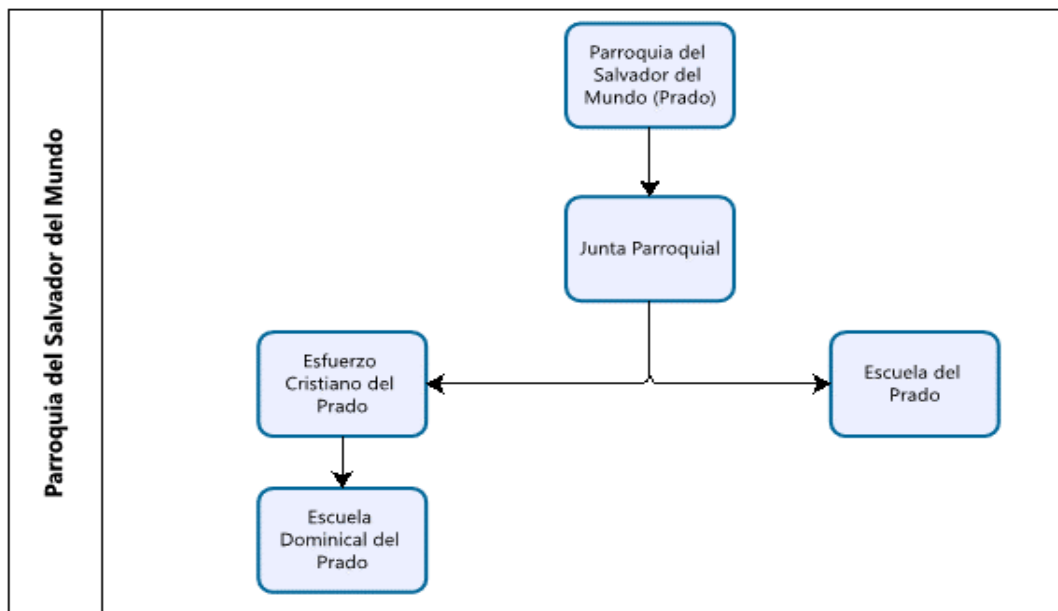 Parroquia del Salvador del Mundo
Parroquia del
Salvador del
Mundo (Prado)
Junta Parroquial
Esfuerzo
Cristiano del
Prado
Escuela del
Prado
Escuela
Dominical del
Prado